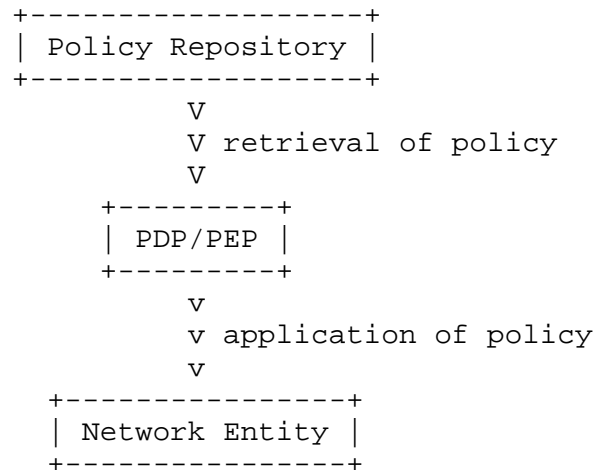 +-------------------+
| Policy Repository |
+-------------------+
V
V retrieval of policy
V
+---------+
| PDP/PEP |
+---------+
v
v application of policy
v
+----------------+
| Network Entity |
+----------------+